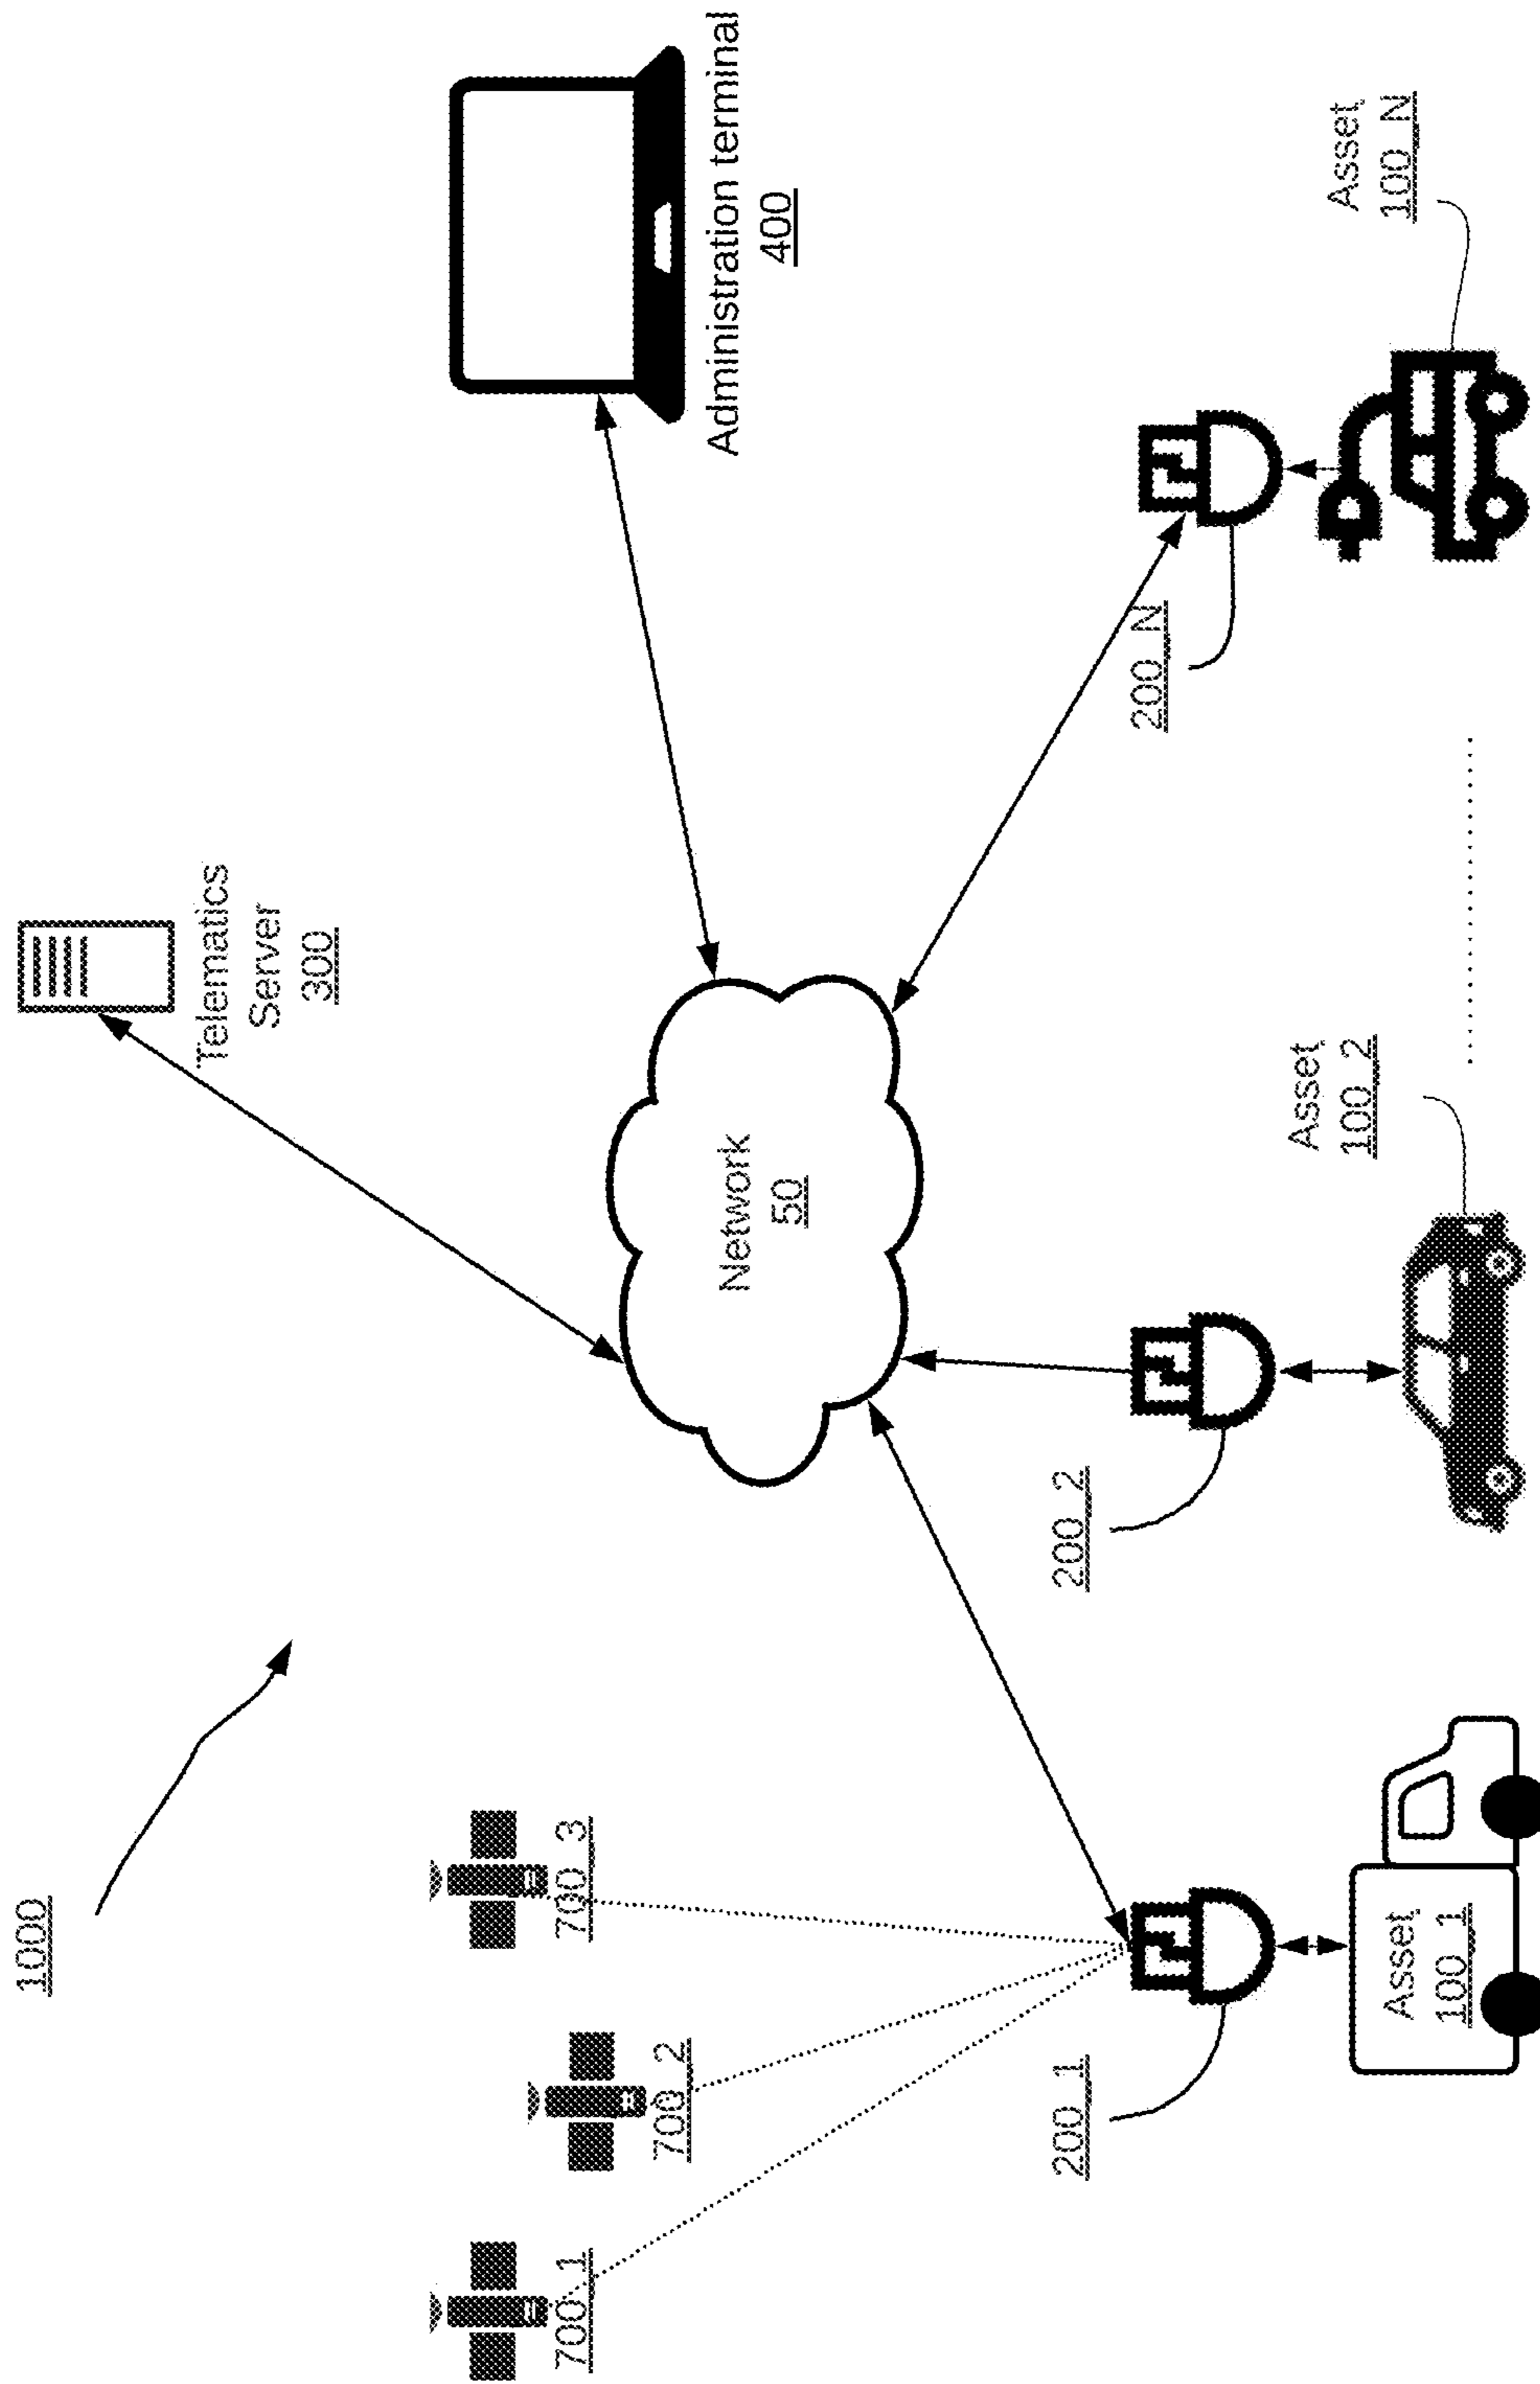 1000
Telematics
Server
300
700_1
700_2
700_3
Administration terminal
400
Network
50
200_1
200_2
200_N
Asset
100_1
Asset
100_2
Asset
100_N